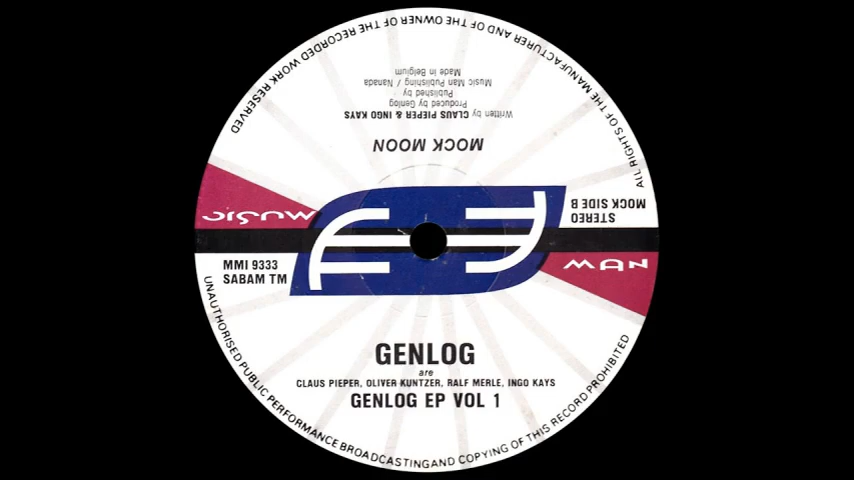 ALL RIGHTS OF THE MANUFACTURER AND OF THE OWNER OF THE RECORDED WORK RESERVED
UNAUTHORISED PUBLIC PERFORMANCE BROADCASTINGAND COPYING OF THIS RECORD PROHIBITED
MOCK MOON
Written by CLAUS PIEPER & INGO KAYS
Produced by Genlog
Published by
Music Man Publishing / Nanada
Made in Belgium
STEREO
MOCK SIDE B
MUSIC
MAN
MMI 9333
SABAM TM
GENLOG
are
CLAUS PIEPER, OLIVER KUNTZER, RALF MERLE, INGO KAYS
GENLOG EP VOL 1